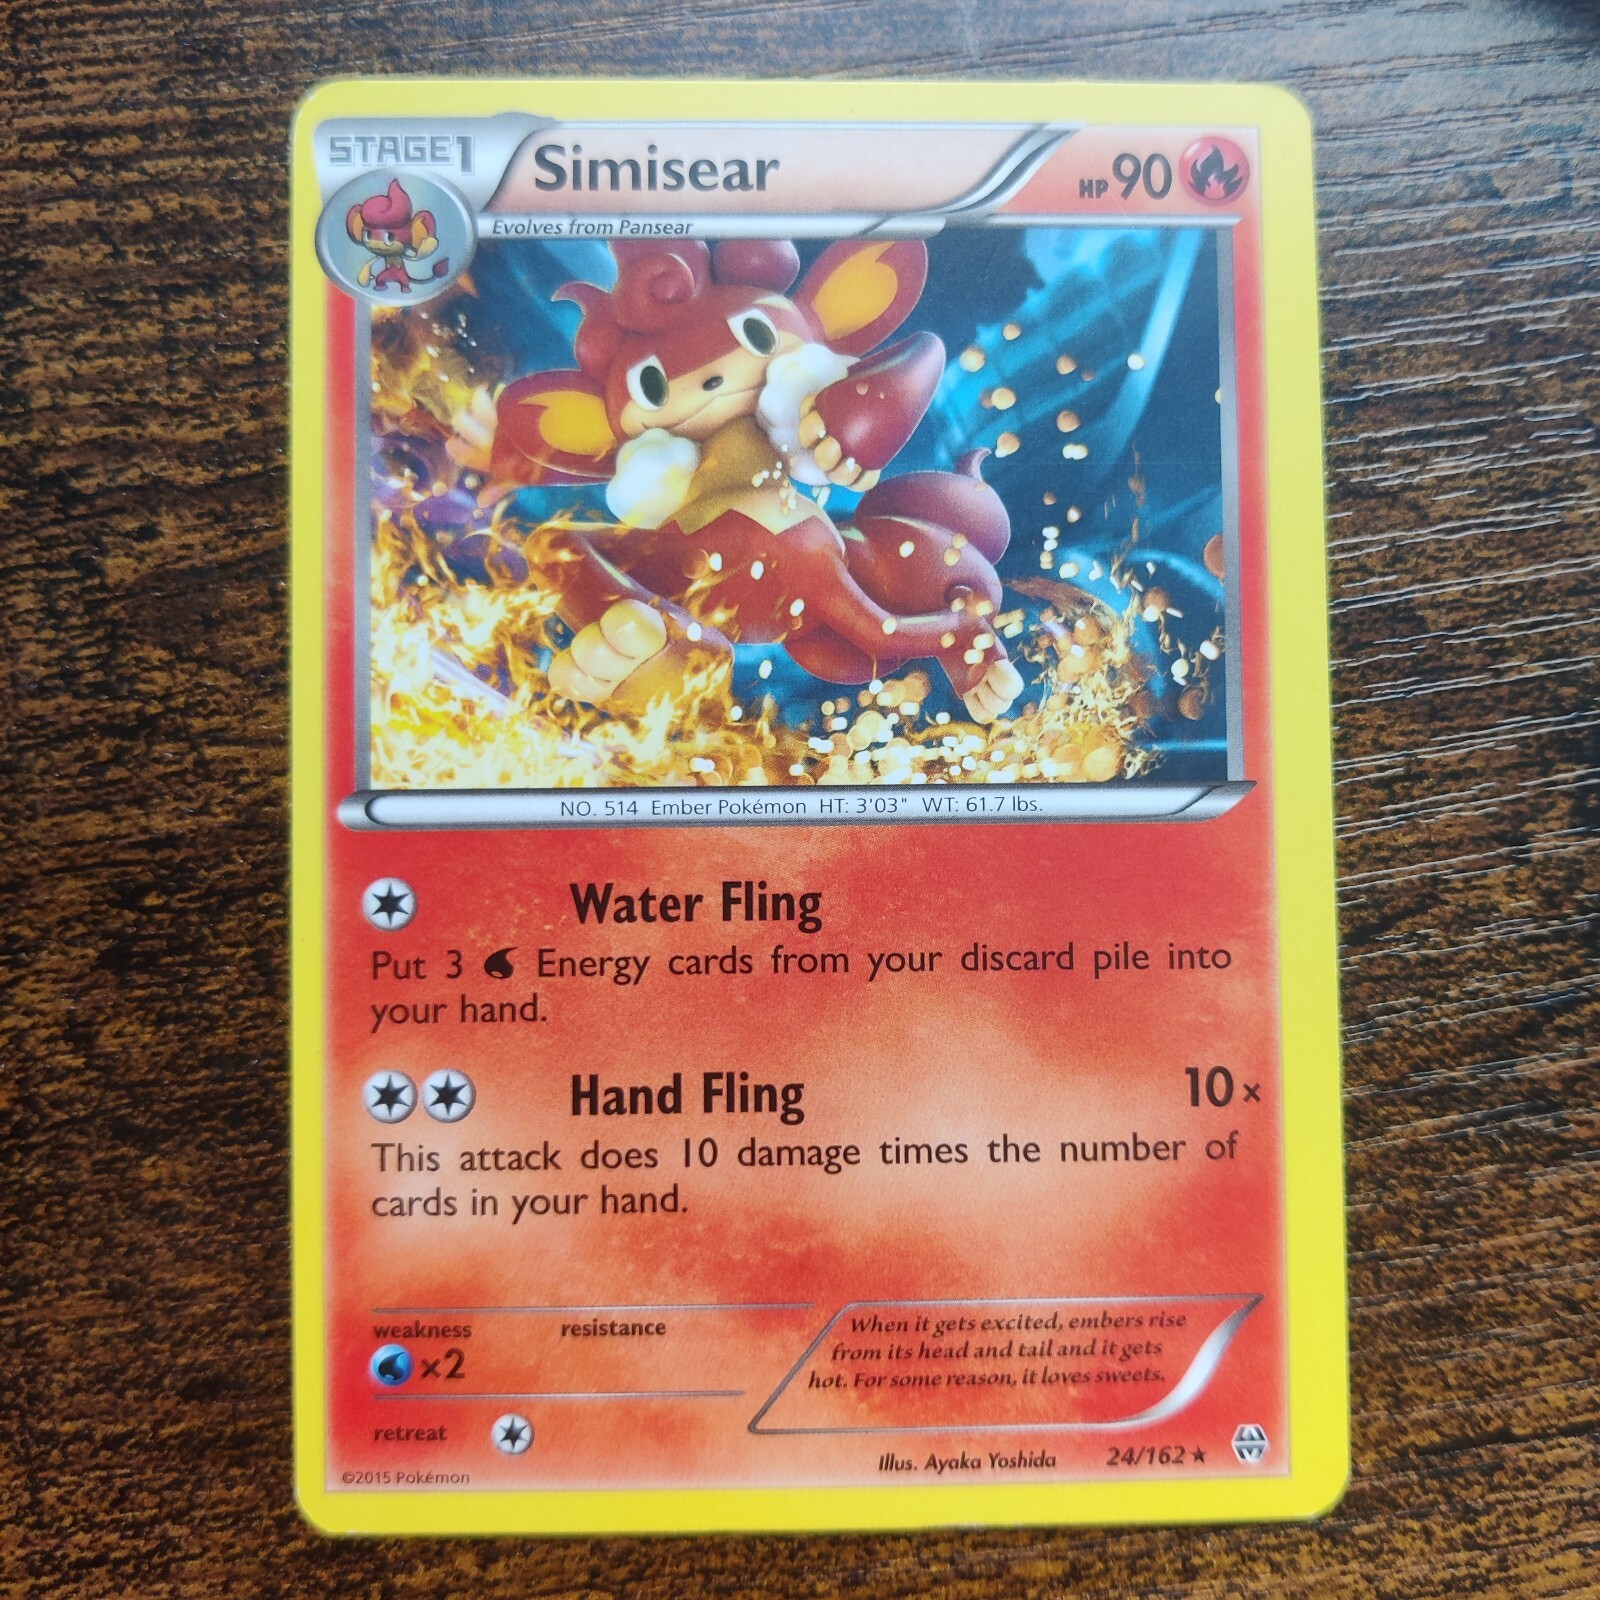 STAGE1
Simisear
HP 90
Evolves from Pansear
NO. 514 Ember Pokémon HT: 3'03" WT: 61.7 lbs.
Water Fling
Put 3 Energy cards from your discard pile into
your hand.
Hand Fling 10×
This attack does 10 damage times the number of
cards in your hand.
weakness resistance
×2
retreat
When it gets excited, embers rise
from its head and tail and it gets
hot. For some reason, it loves sweets.
Illus. Ayaka Yoshida 24/162 ★
©2015 Pokémon